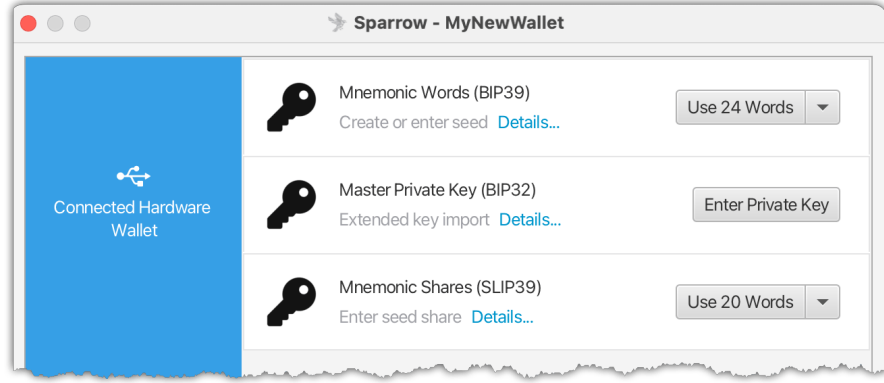 Sparrow - MyNewWallet
Connected Hardware
Wallet
Mnemonic Words (BIP39)
Create or enter seed Details...
Use 24 Words
Master Private Key (BIP32)
Extended key import Details...
Enter Private Key
Mnemonic Shares (SLIP39)
Enter seed share Details...
Use 20 Words